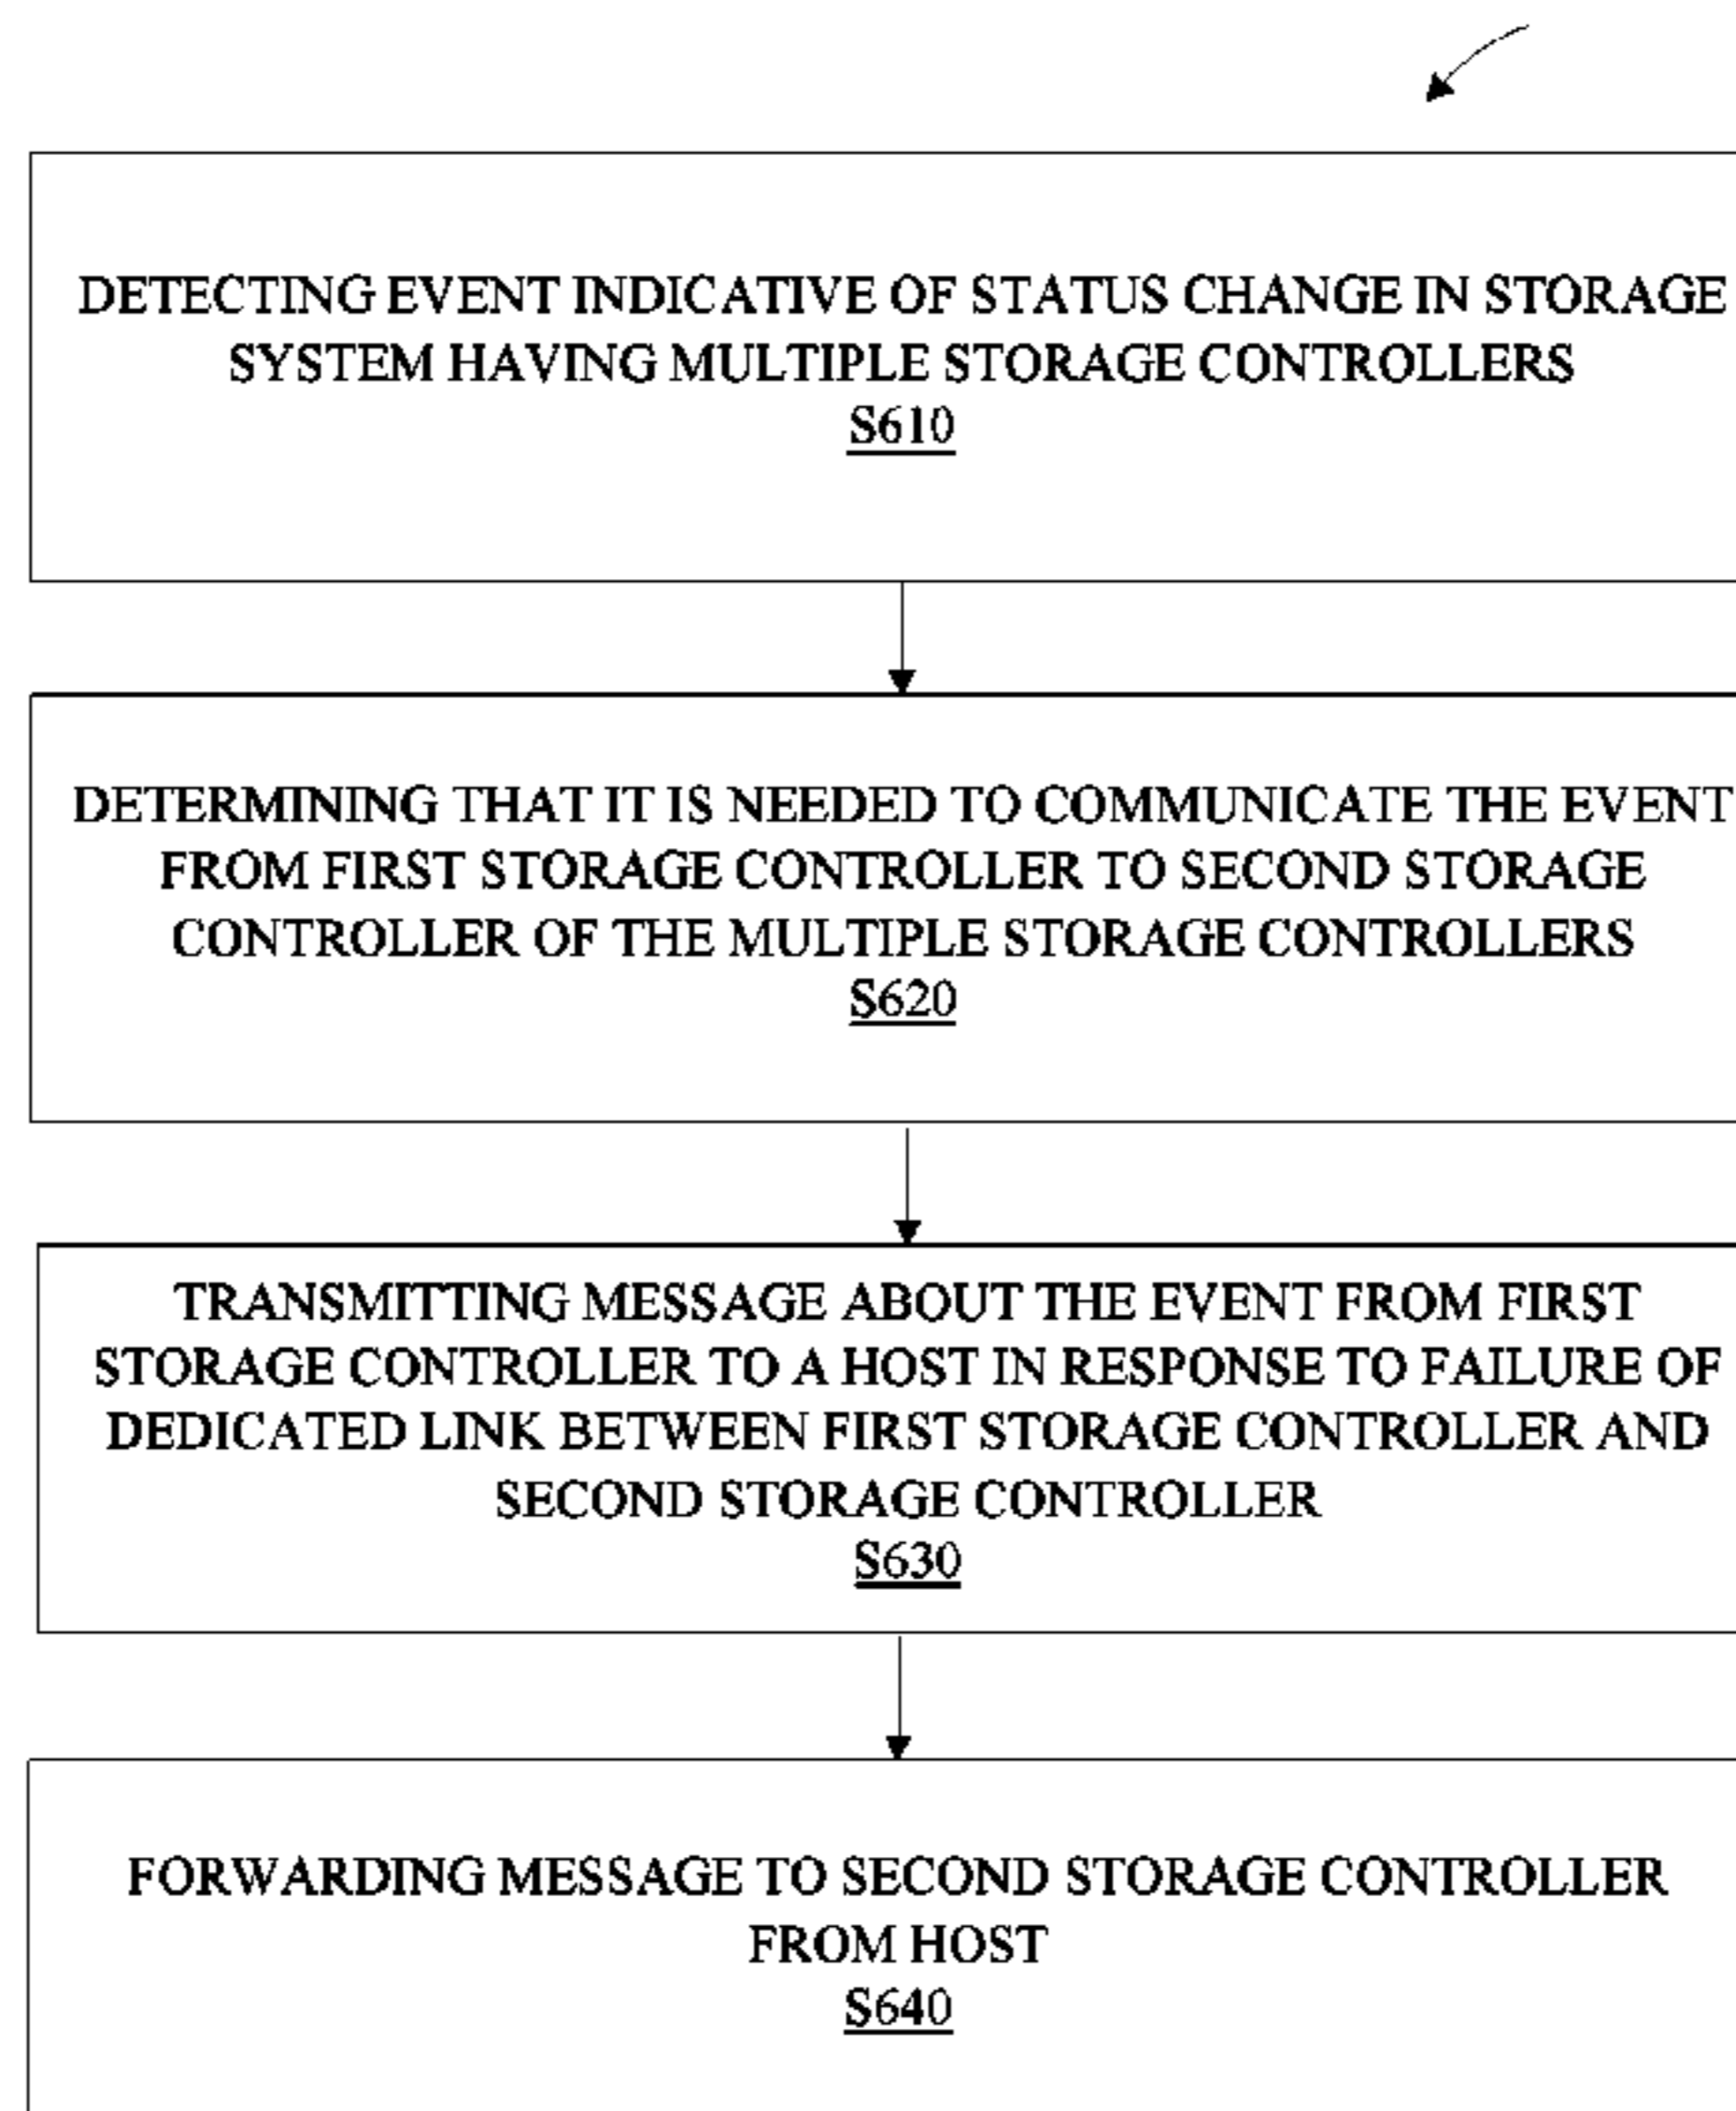 DETECTING EVENT INDICATIVE OF STATUS CHANGE IN STORAGE
SYSTEM HAVING MULTIPLE STORAGE CONTROLLERS
S610
DETERMINING THAT IT IS NEEDED TO COMMUNICATE THE EVENT
FROM FIRST STORAGE CONTROLLER TO SECOND STORAGE
CONTROLLER OF THE MULTIPLE STORAGE CONTROLLERS
S620
TRANSMITTING MESSAGE ABOUT THE EVENT FROM FIRST
STORAGE CONTROLLER TO A HOST IN RESPONSE TO FAILURE OF
DEDICATED LINK BETWEEN FIRST STORAGE CONTROLLER AND
SECOND STORAGE CONTROLLER
S630
FORWARDING MESSAGE TO SECOND STORAGE CONTROLLER
FROM HOST
S640